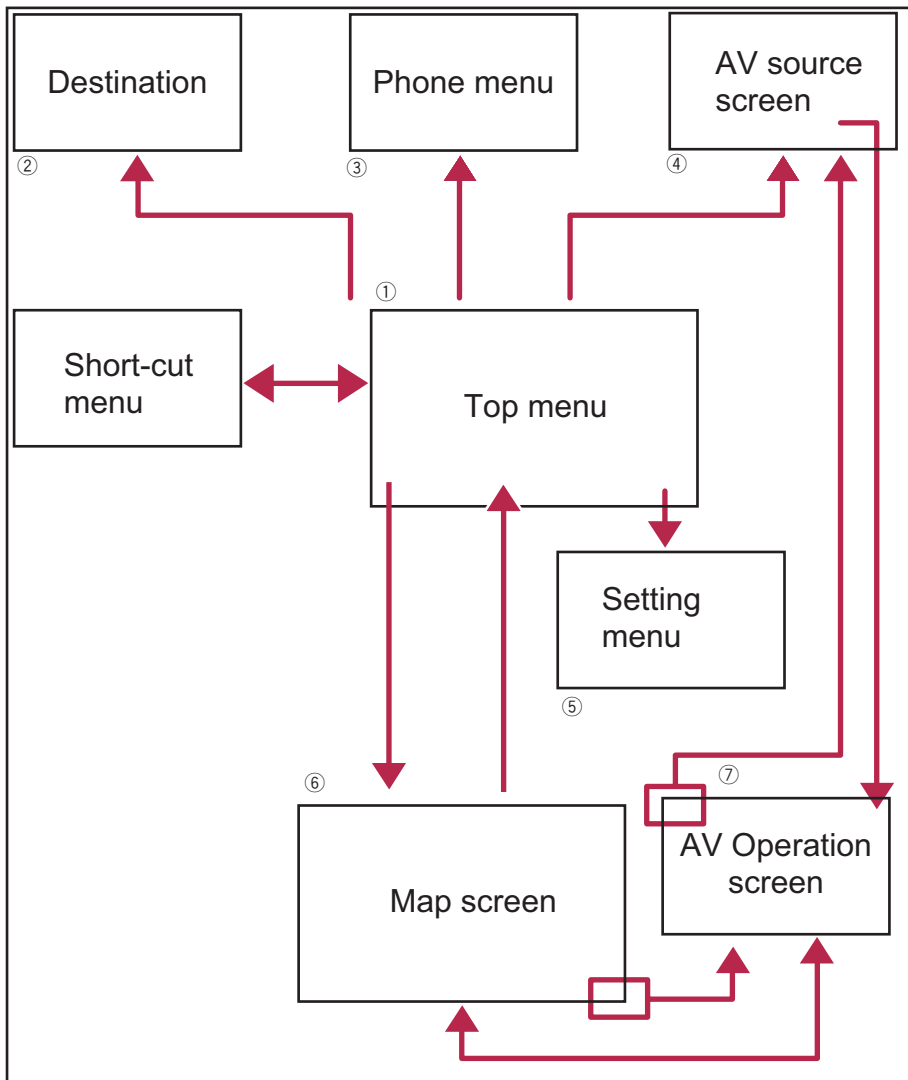 Destination
②
Phone menu
③
AV source
screen
④
①
Short-cut
menu
Top menu
Setting
menu
⑤
⑥
⑦
Map screen
AV Operation
screen